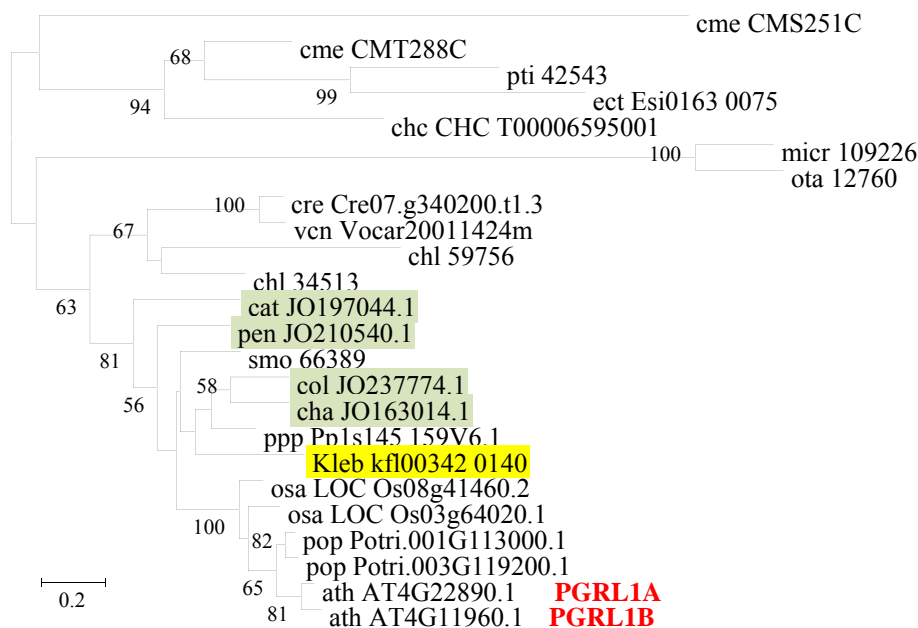 cme CMS251C
cme CMT288C
68
pti 42543
99
ect Esi0163 0075
94
chc CHC T00006595001
100
micr 109226
ota 12760
100
cre Cre07.g340200.t1.3
vcn Vocar20011424m
67
chl 59756
chl 34513
63
cat JO197044.1
pen JO210540.1
81
smo 66389
58
col JO237774.1
56
cha JO163014.1
ppp Pp1s145 159V6.1
Kleb kfl00342 0140
osa LOC Os08g41460.2
osa LOC Os03g64020.1
100
82
pop Potri.001G113000.1
pop Potri.003G119200.1
65
ath AT4G22890.1 PGRL1A
81
ath AT4G11960.1 PGRL1B
0.2